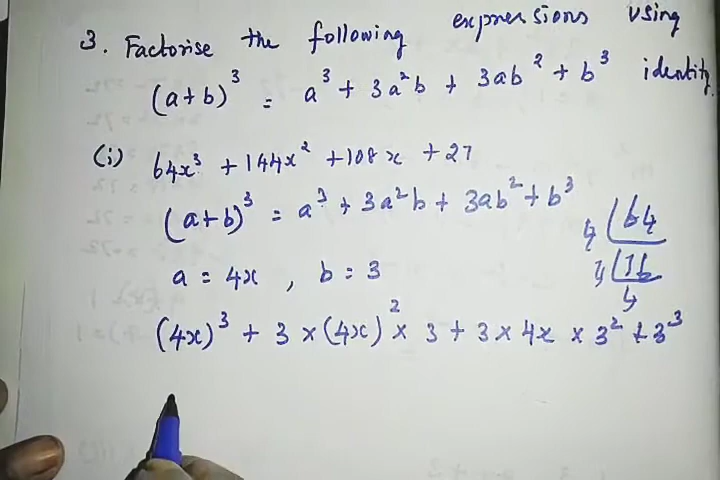 3. Factorise the following expressions using
(a+b)³ = a³ + 3a²b + 3ab² + b³ identity.
(i) 64x³ + 144x² + 108x + 27
(a+b)³ = a³ + 3a²b + 3ab² + b³
4 64
4 16
4
a = 4x , b = 3
(4x)³ + 3 × (4x)² × 3 + 3 × 4x × 3² + 3³